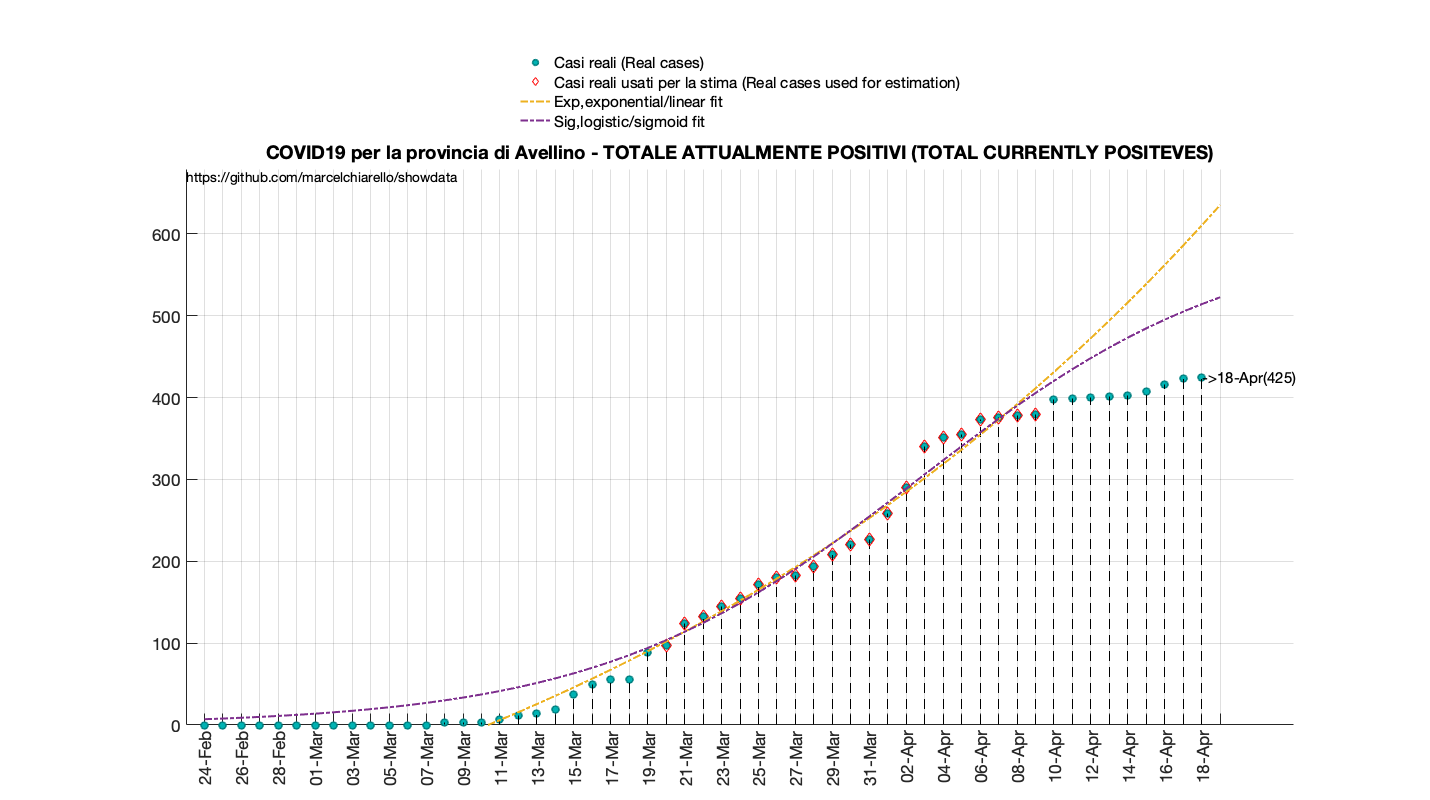 Casi reali (Real cases)
Casi reali usati per la stima (Real cases used for estimation)
Exp,exponential/linear fit
Sig,logistic/sigmoid fit
COVID19 per la provincia di Avellino - TOTALE ATTUALMENTE POSITIVI (TOTAL CURRENTLY POSITEVES)
https://github.com/marcelchiarello/showdata
600
500
400
300
200
100
0
->18-Apr(425)
24-Feb
26-Feb
28-Feb
01-Mar
03-Mar
05-Mar
07-Mar
09-Mar
11-Mar
13-Mar
15-Mar
17-Mar
19-Mar
21-Mar
23-Mar
25-Mar
27-Mar
29-Mar
31-Mar
02-Apr
04-Apr
06-Apr
08-Apr
10-Apr
12-Apr
14-Apr
16-Apr
18-Apr